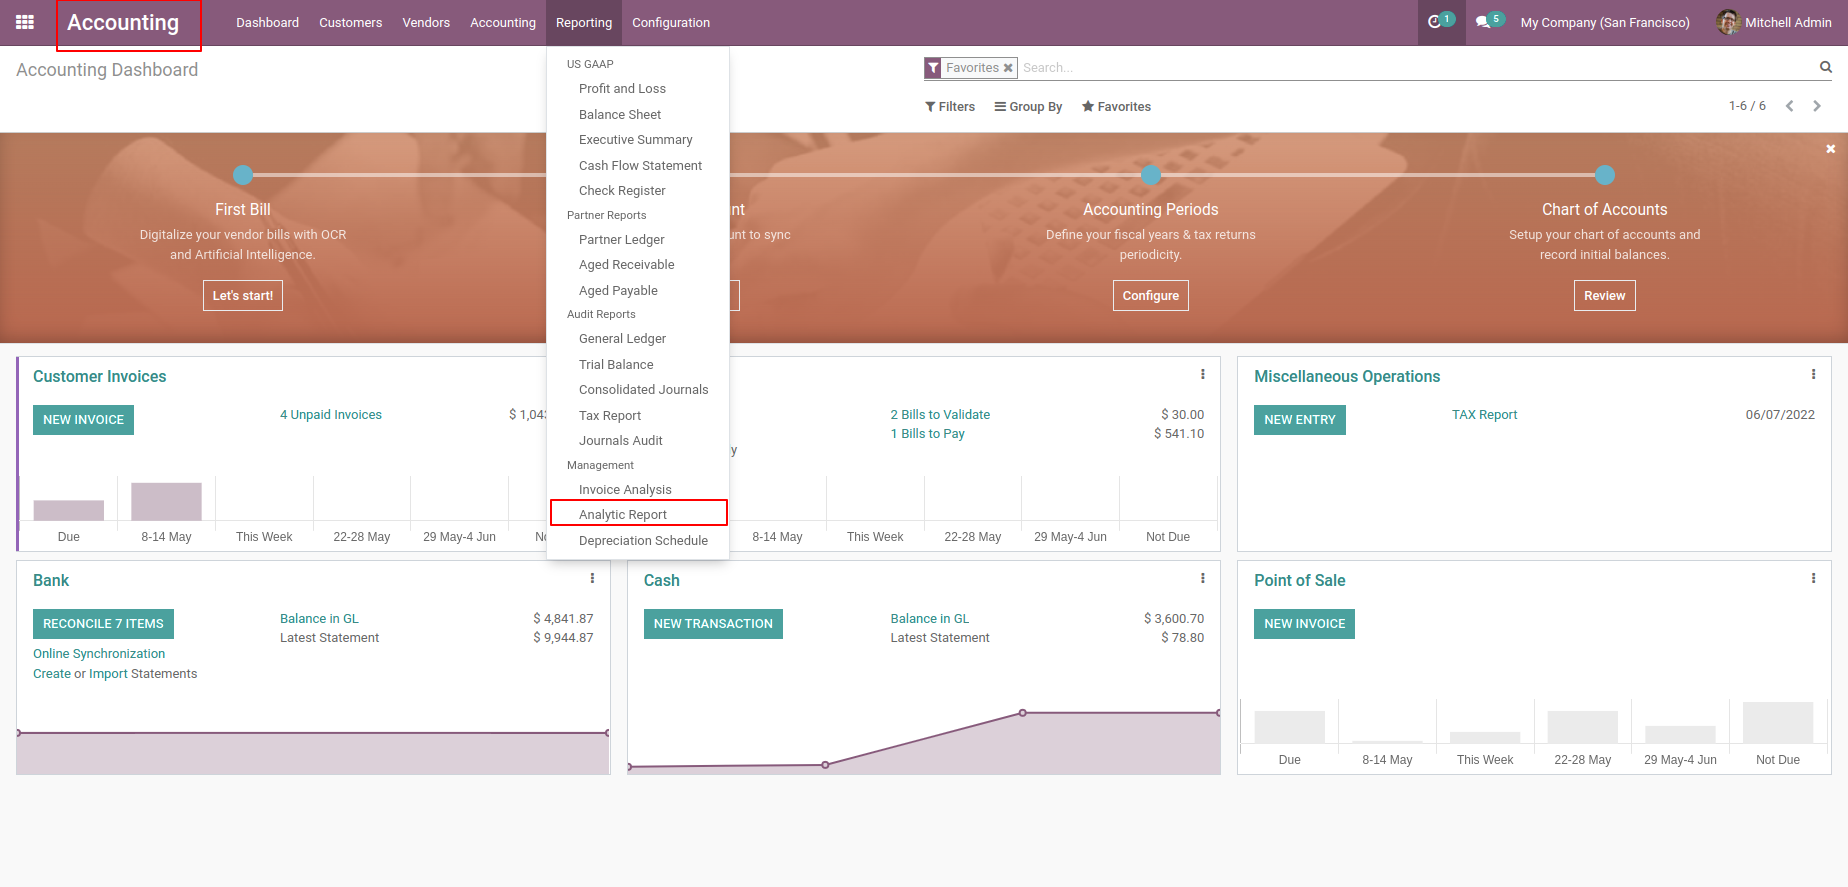 Accounting
Dashboard Customers Vendors Accounting Reporting Configuration
1 5 My Company (San Francisco) Mitchell Admin
Accounting Dashboard
Favorites Search...
Filters Group By Favorites
1-6 / 6
US GAAP
Profit and Loss
Balance Sheet
Executive Summary
Cash Flow Statement
Check Register
Partner Reports
Partner Ledger
Aged Receivable
Aged Payable
Audit Reports
General Ledger
Trial Balance
Consolidated Journals
Tax Report
Journals Audit
Management
Invoice Analysis
Analytic Report
Depreciation Schedule
First Bill
Digitalize your vendor bills with OCR
and Artificial Intelligence.
Let's start!
nt
unt to sync
Accounting Periods
Define your fiscal years & tax returns
periodicity.
Configure
Chart of Accounts
Setup your chart of accounts and
record initial balances.
Review
Customer Invoices
NEW INVOICE
4 Unpaid Invoices $ 1,04
Due 8-14 May This Week 22-28 May 29 May-4 Jun No
2 Bills to Validate $ 30.00
1 Bills to Pay $ 541.10
y
8-14 May This Week 22-28 May 29 May-4 Jun Not Due
Miscellaneous Operations
NEW ENTRY
TAX Report 06/07/2022
Bank
RECONCILE 7 ITEMS
Balance in GL $ 4,841.87
Latest Statement $ 9,944.87
Online Synchronization
Create or Import Statements
Cash
NEW TRANSACTION
Balance in GL $ 3,600.70
Latest Statement $ 78.80
Point of Sale
NEW INVOICE
Due 8-14 May This Week 22-28 May 29 May-4 Jun Not Due